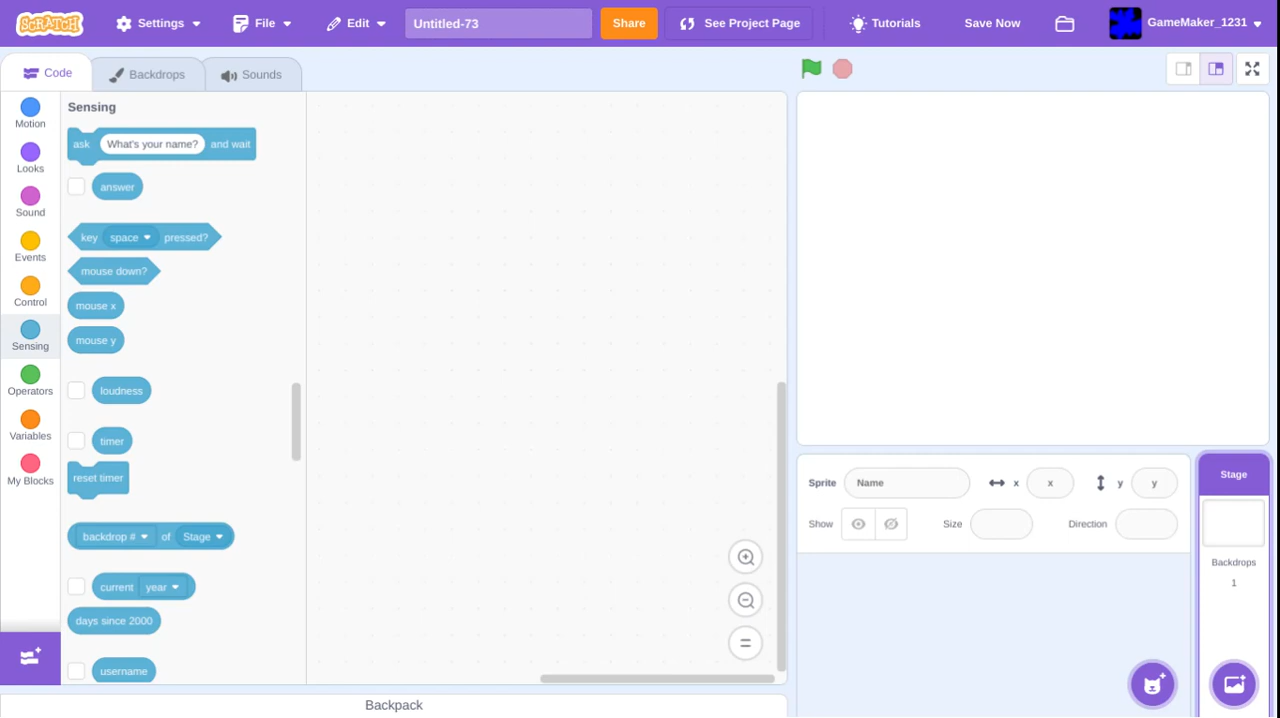 SCRATCH
Settings
File
Edit
Untitled-73
Share
See Project Page
Tutorials
Save Now
GameMaker_1231
Code
Backdrops
Sounds
Motion
Looks
Sound
Events
Control
Sensing
Operators
Variables
My Blocks
Sensing
ask What's your name? and wait
answer
key space pressed?
mouse down?
mouse x
mouse y
loudness
timer
reset timer
backdrop # of Stage
current year
days since 2000
username
Backpack
Sprite Name x x y y
Show Size Direction
Stage
Backdrops
1